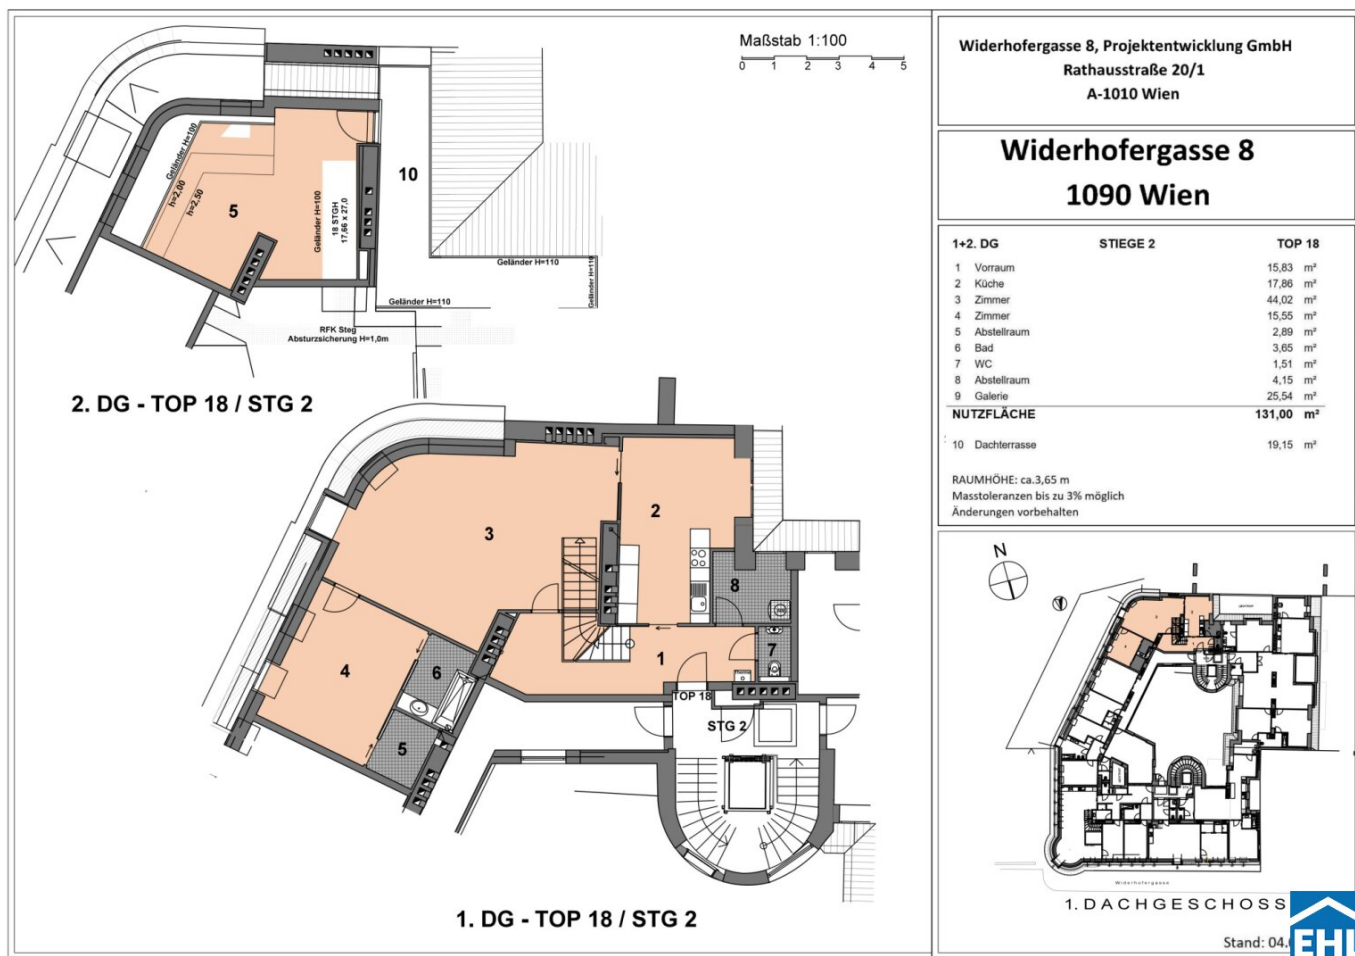 Maßstab 1:100
0 1 2 3 4 5
Geländer H=100
h=2,00
h=2,50
5
Geländer H=100
18 STGH
17,66 x 27,0
10
Geländer H=110
Geländer H=110
Geländer H=110
RFK Steg
Absturzsicherung H=1,0m
2. DG - TOP 18 / STG 2
3
2
8
4
6
1
7
5
TOP 18
STG 2
1. DG - TOP 18 / STG 2
Widerhofergasse 8, Projektentwicklung GmbH
Rathausstraße 20/1
A-1010 Wien
Widerhofergasse 8
1090 Wien
1+2. DG STIEGE 2 TOP 18
1 Vorraum 15,83 m²
2 Küche 17,86 m²
3 Zimmer 44,02 m²
4 Zimmer 15,55 m²
5 Abstellraum 2,89 m²
6 Bad 3,65 m²
7 WC 1,51 m²
8 Abstellraum 4,15 m²
9 Galerie 25,54 m²
NUTZFLÄCHE 131,00 m²
10 Dachterrasse 19,15 m²
RAUMHÖHE: ca.3,65 m
Masstoleranzen bis zu 3% möglich
Änderungen vorbehalten
N
Widerhofergasse
1. DACHGESCHOSS
Stand: 04.
EHL